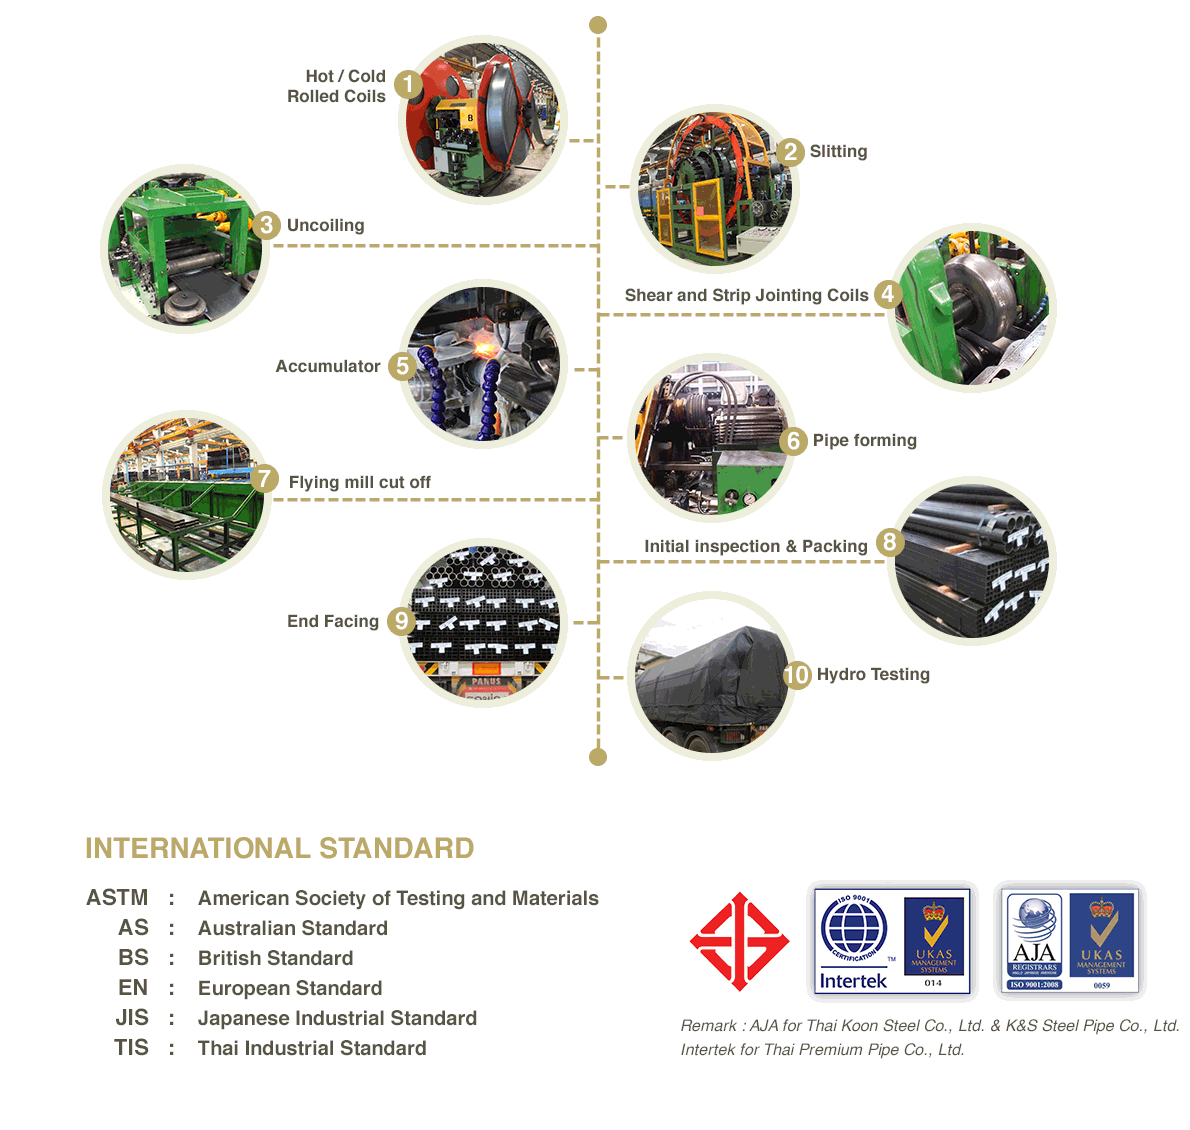 1
Hot / Cold
Rolled Coils
B
2
Slitting
3
Uncoiling
Shear and Strip Jointing Coils
4
Accumulator
5
6
Pipe forming
7
Flying mill cut off
Initial inspection & Packing
8
End Facing
9
PANUS
10
Hydro Testing
INTERNATIONAL STANDARD
ASTM : American Society of Testing and Materials
AS : Australian Standard
BS : British Standard
EN : European Standard
JIS : Japanese Industrial Standard
TIS : Thai Industrial Standard
ISO 9001
CERTIFICATION
TM
Intertek
UKAS
MANAGEMENT
SYSTEMS
014
AJA
REGISTRARS
ANGLO JAPANESE AMERICAN
ISO 9001:2008
UKAS
MANAGEMENT
SYSTEMS
0059
Remark : AJA for Thai Koon Steel Co., Ltd. & K&S Steel Pipe Co., Ltd.
Intertek for Thai Premium Pipe Co., Ltd.